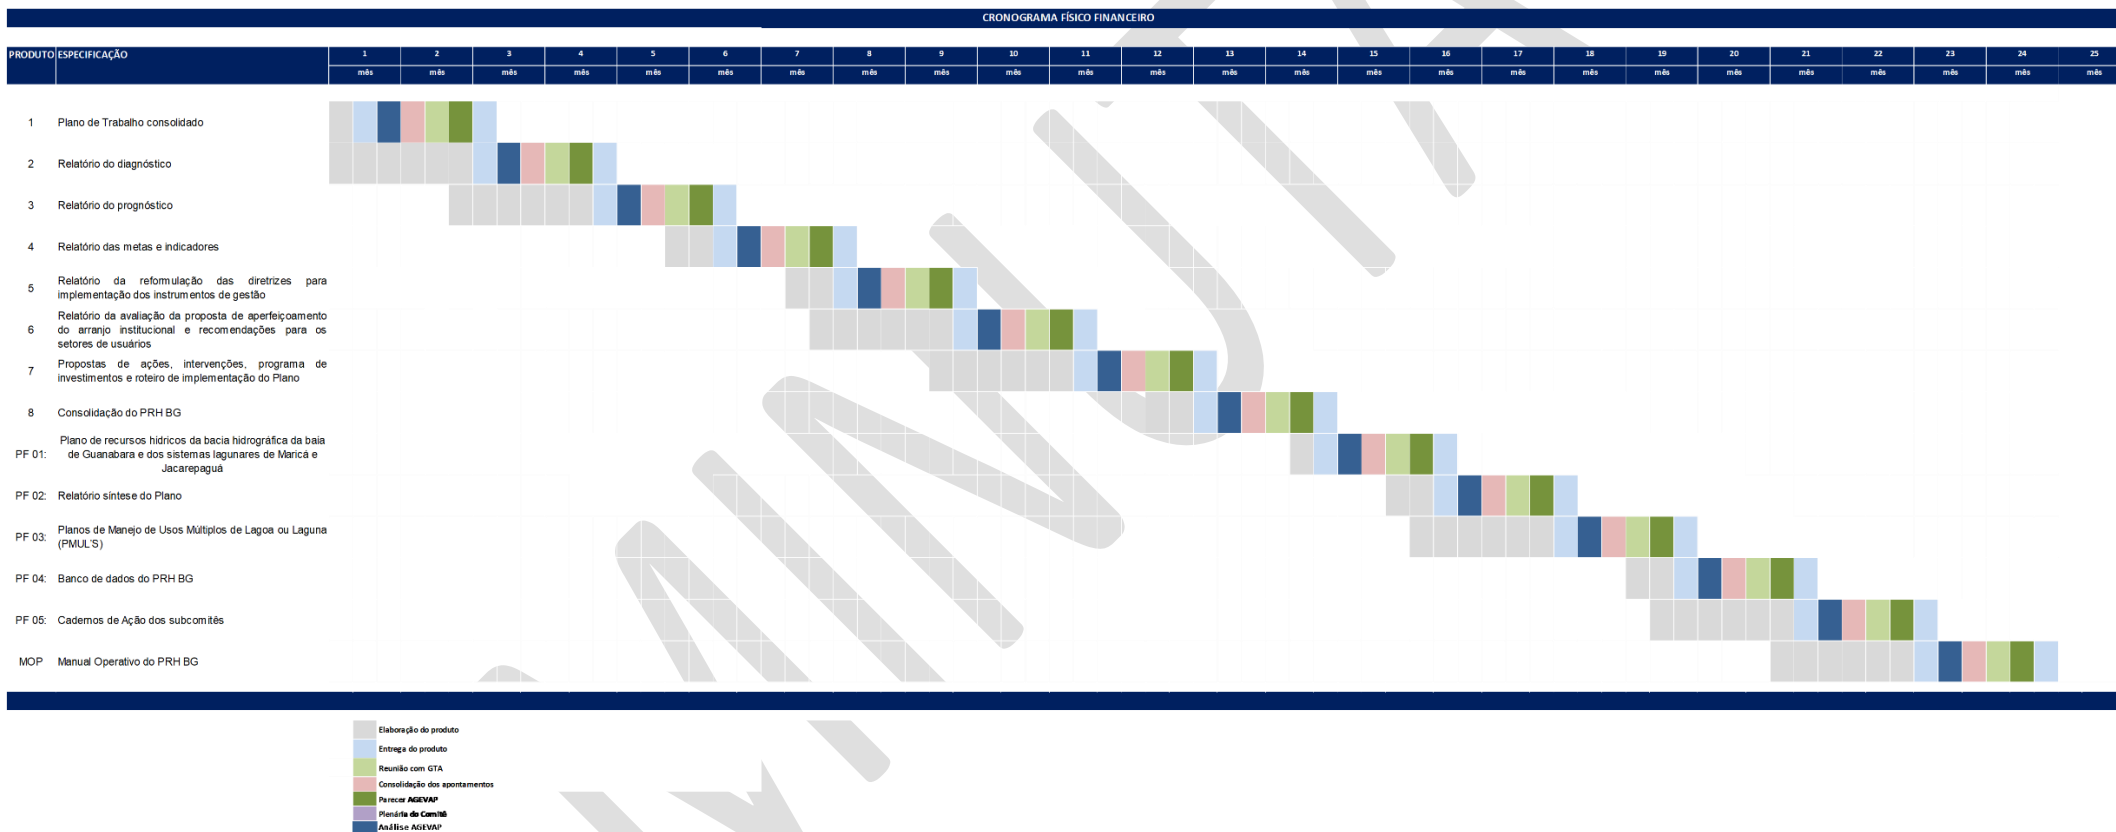 CRONOGRAMA FÍSICO FINANCEIRO
PRODUTO ESPECIFICAÇÃO 1 2 3 4 5 6 7 8 9 10 11 12 13 14 15 16 17 18 19 20 21 22 23 24 25
mês mês mês mês mês mês mês mês mês mês mês mês mês mês mês mês mês mês mês mês mês mês mês mês mês
1 Plano de Trabalho consolidado
2 Relatório do diagnóstico
3 Relatório do prognóstico
4 Relatório das metas e indicadores
5 Relatório da reformulação das diretrizes para
implementação dos instrumentos de gestão
6 Relatório da avaliação da proposta de aperfeiçoamento
do arranjo institucional e recomendações para os
setores de usuários
7 Propostas de ações, intervenções, programa de
investimentos e roteiro de implementação do Plano
8 Consolidação do PRH BG
PF 01: Plano de recursos hídricos da bacia hidrográfica da baia
de Guanabara e dos sistemas lagunares de Maricá e
Jacarepaguá
PF 02: Relatório síntese do Plano
PF 03: Planos de Manejo de Usos Múltiplos de Lagoa ou Laguna
(PMUL'S)
PF 04: Banco de dados do PRH BG
PF 05: Cadernos de Ação dos subcomitês
MOP Manual Operativo do PRH BG
Elaboração do produto
Entrega do produto
Reunião com GTA
Consolidação dos apontamentos
Parecer AGEVAP
Plenária do Comitê
Análise AGEVAP
MINUTA